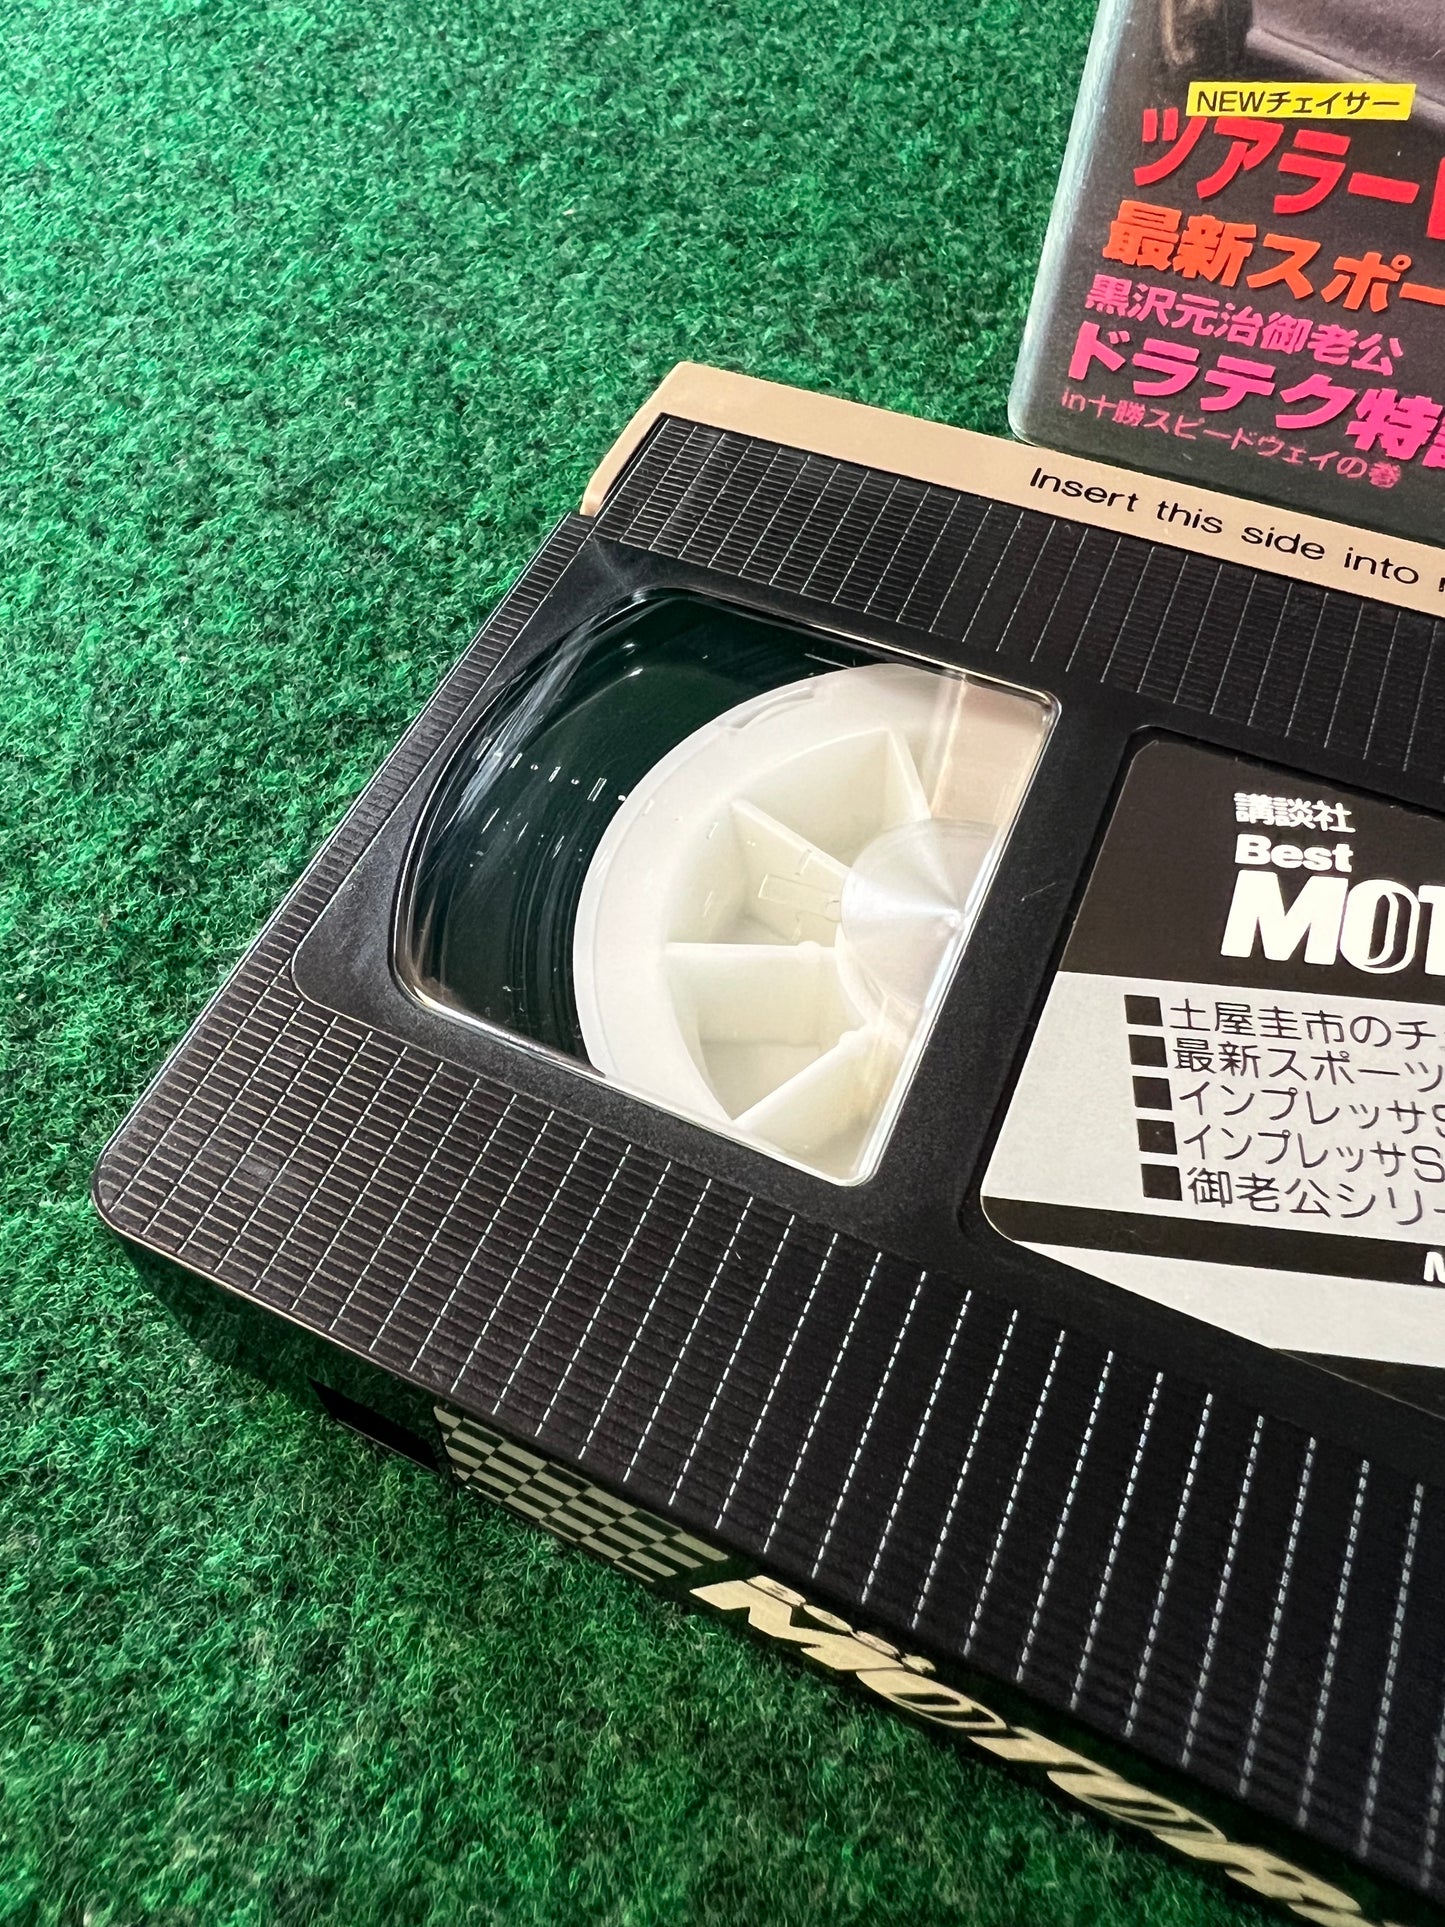 NEWチェイサー
ツアラー
最新スポー
黒沢元治御老公
ドラテク特
in十勝スピードウェイの巻
Insert this side into
講談社
Best
MOT
■土屋圭市のチ
■最新スポーツ
■インプレッサS
■インプレッサS
■御老公シリー
Best
MOTOR